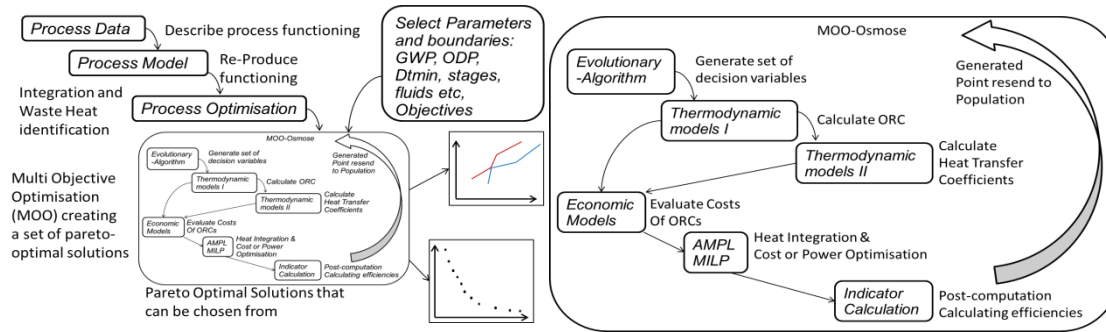 Process Data
Describe process functioning
Process Model
Re-Produce
functioning
Integration and
Waste Heat
identification
Process Optimisation
Select Parameters
and boundaries:
GWP, ODP,
Dtmin, stages,
fluids etc,
Objectives
Multi Objective
Optimisation
(MOO) creating
a set of pareto-
optimal solutions
MOO-Osmose
Evolutionary
-Algorithm
Generate set of
decision variables
Generated
Point resend
to Population
Thermodynamic
models I
Calculate ORC
Thermodynamic
models II
Calculate
Heat Transfer
Coefficients
Economic
Models
Evaluate Costs
Of ORCs
AMPL
MILP
Heat Integration &
Cost or Power
Optimisation
Indicator
Calculation
Post-computation
Calculating efficiencies
Pareto Optimal Solutions that
can be chosen from
MOO-Osmose
Evolutionary
-Algorithm
Generate set of
decision variables
Generated
Point resend to
Population
Thermodynamic
models I
Calculate ORC
Thermodynamic
models II
Calculate
Heat Transfer
Coefficients
Economic
Models
Evaluate Costs
Of ORCs
AMPL
MILP
Heat Integration &
Cost or Power Optimisation
Indicator
Calculation
Post-computation
Calculating efficiencies